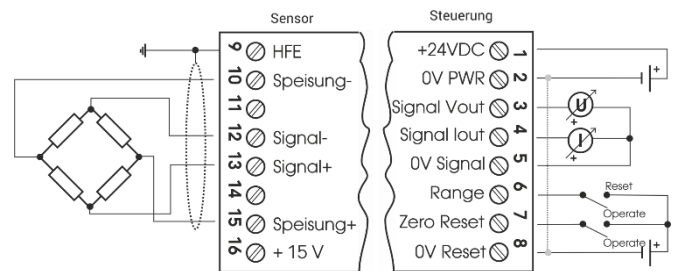 Sensor
Steuerung
9 HFE
10 Speisung-
11
12 Signal-
13 Signal+
14
15 Speisung+
16 + 15 V
+24VDC 1
0V PWR 2
Signal Vout 3
Signal Iout 4
0V Signal 5
Range 6
Zero Reset 7
0V Reset 8
+
U
+
I
+
Reset
Operate
Operate
+